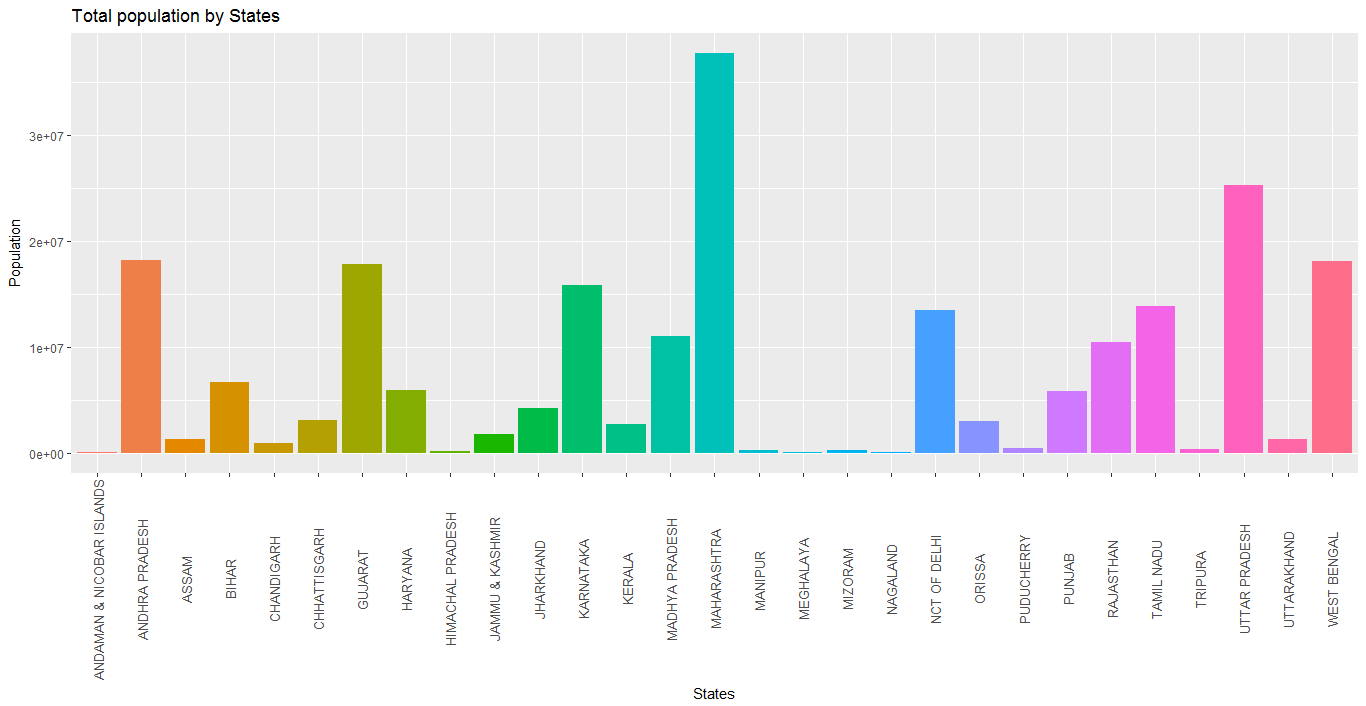 Total population by States
Population
3e+07
2e+07
1e+07
0e+00
ANDAMAN & NICOBAR ISLANDS
ANDHRA PRADESH
ASSAM
BIHAR
CHANDIGARH
CHHATTISGARH
GUJARAT
HARYANA
HIMACHAL PRADESH
JAMMU & KASHMIR
JHARKHAND
KARNATAKA
KERALA
MADHYA PRADESH
MAHARASHTRA
MANIPUR
MEGHALAYA
MIZORAM
NAGALAND
NCT OF DELHI
ORISSA
PUDUCHERRY
PUNJAB
RAJASTHAN
TAMIL NADU
TRIPURA
UTTAR PRADESH
UTTARAKHAND
WEST BENGAL
States